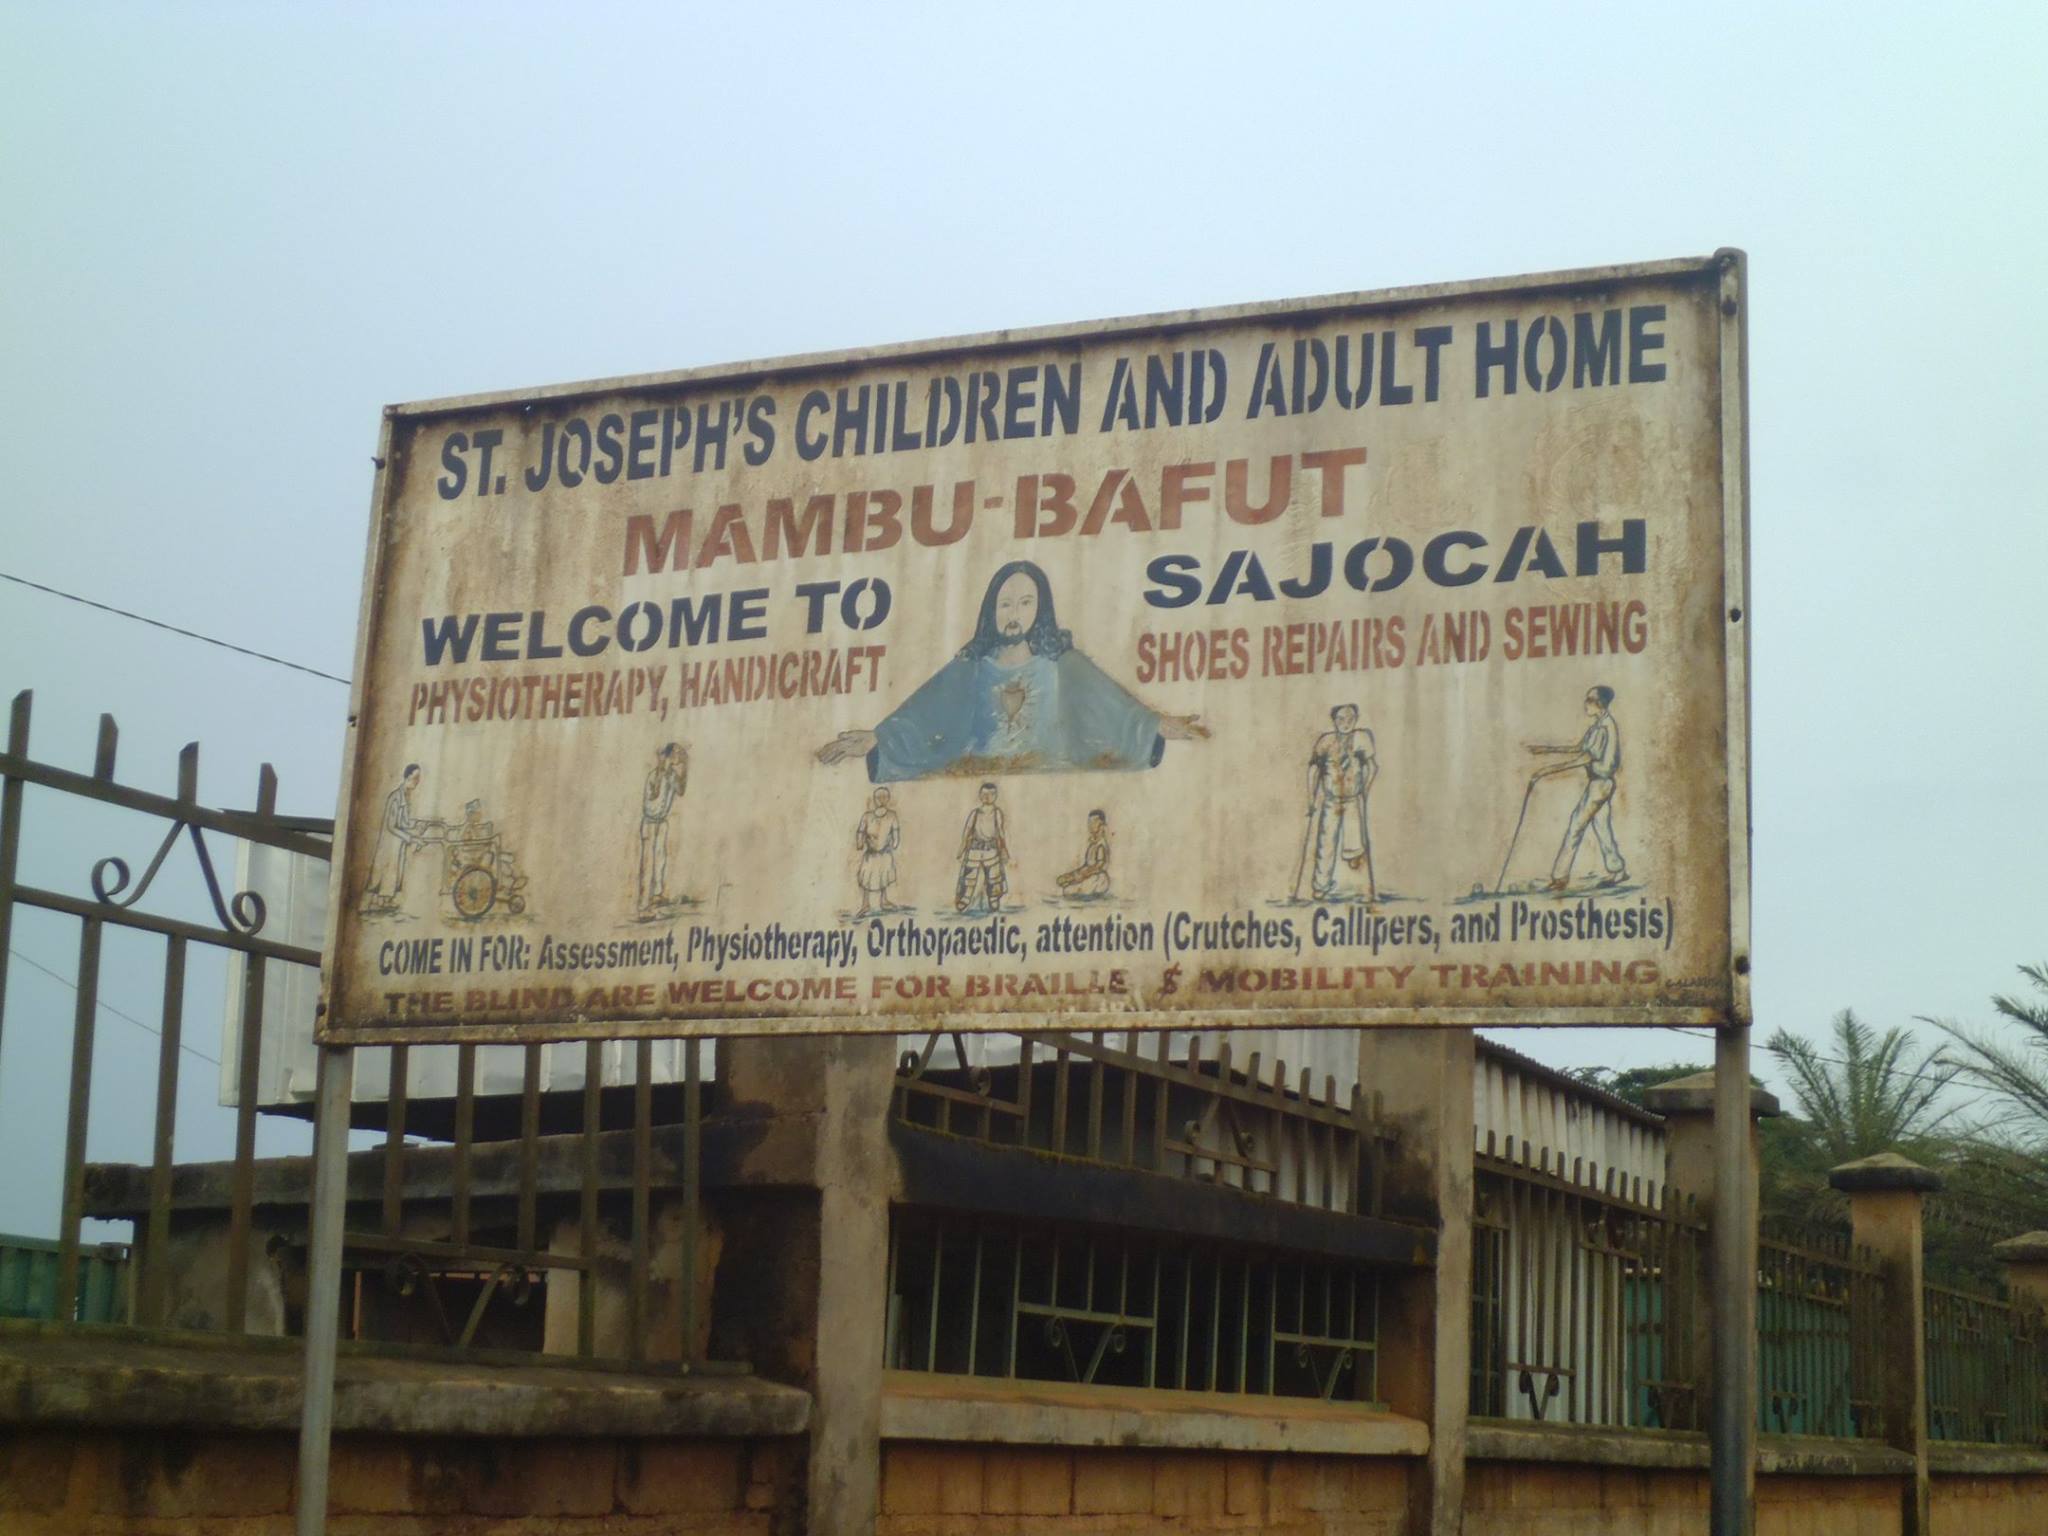 ST. JOSEPH'S CHILDREN AND ADULT HOME
MAMBU-BAFUT
WELCOME TO SAJOCAH
PHYSIOTHERAPY, HANDICRAFT SHOES REPAIRS AND SEWING
COME IN FOR: Assessment, Physiotherapy, Orthopaedic, attention (Crutches, Callipers, and Prosthesis)
THE BLIND ARE WELCOME FOR BRAILLE $ MOBILITY TRAINING